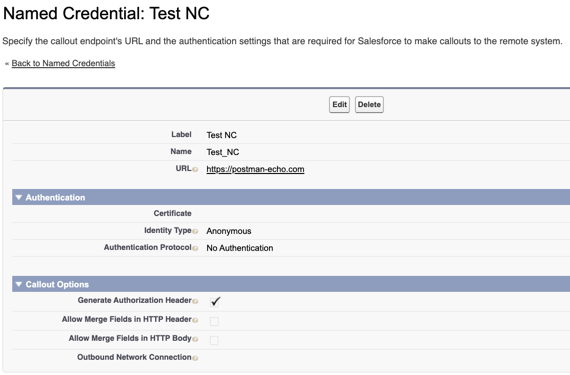 Named Credential: Test NC
Specify the callout endpoint's URL and the authentication settings that are required for Salesforce to make callouts to the remote system.
« Back to Named Credentials
Edit Delete
Label Test NC
Name Test_NC
URL https://postman-echo.com
Authentication
Certificate
Identity Type Anonymous
Authentication Protocol No Authentication
Callout Options
Generate Authorization Header
Allow Merge Fields in HTTP Header
Allow Merge Fields in HTTP Body
Outbound Network Connection